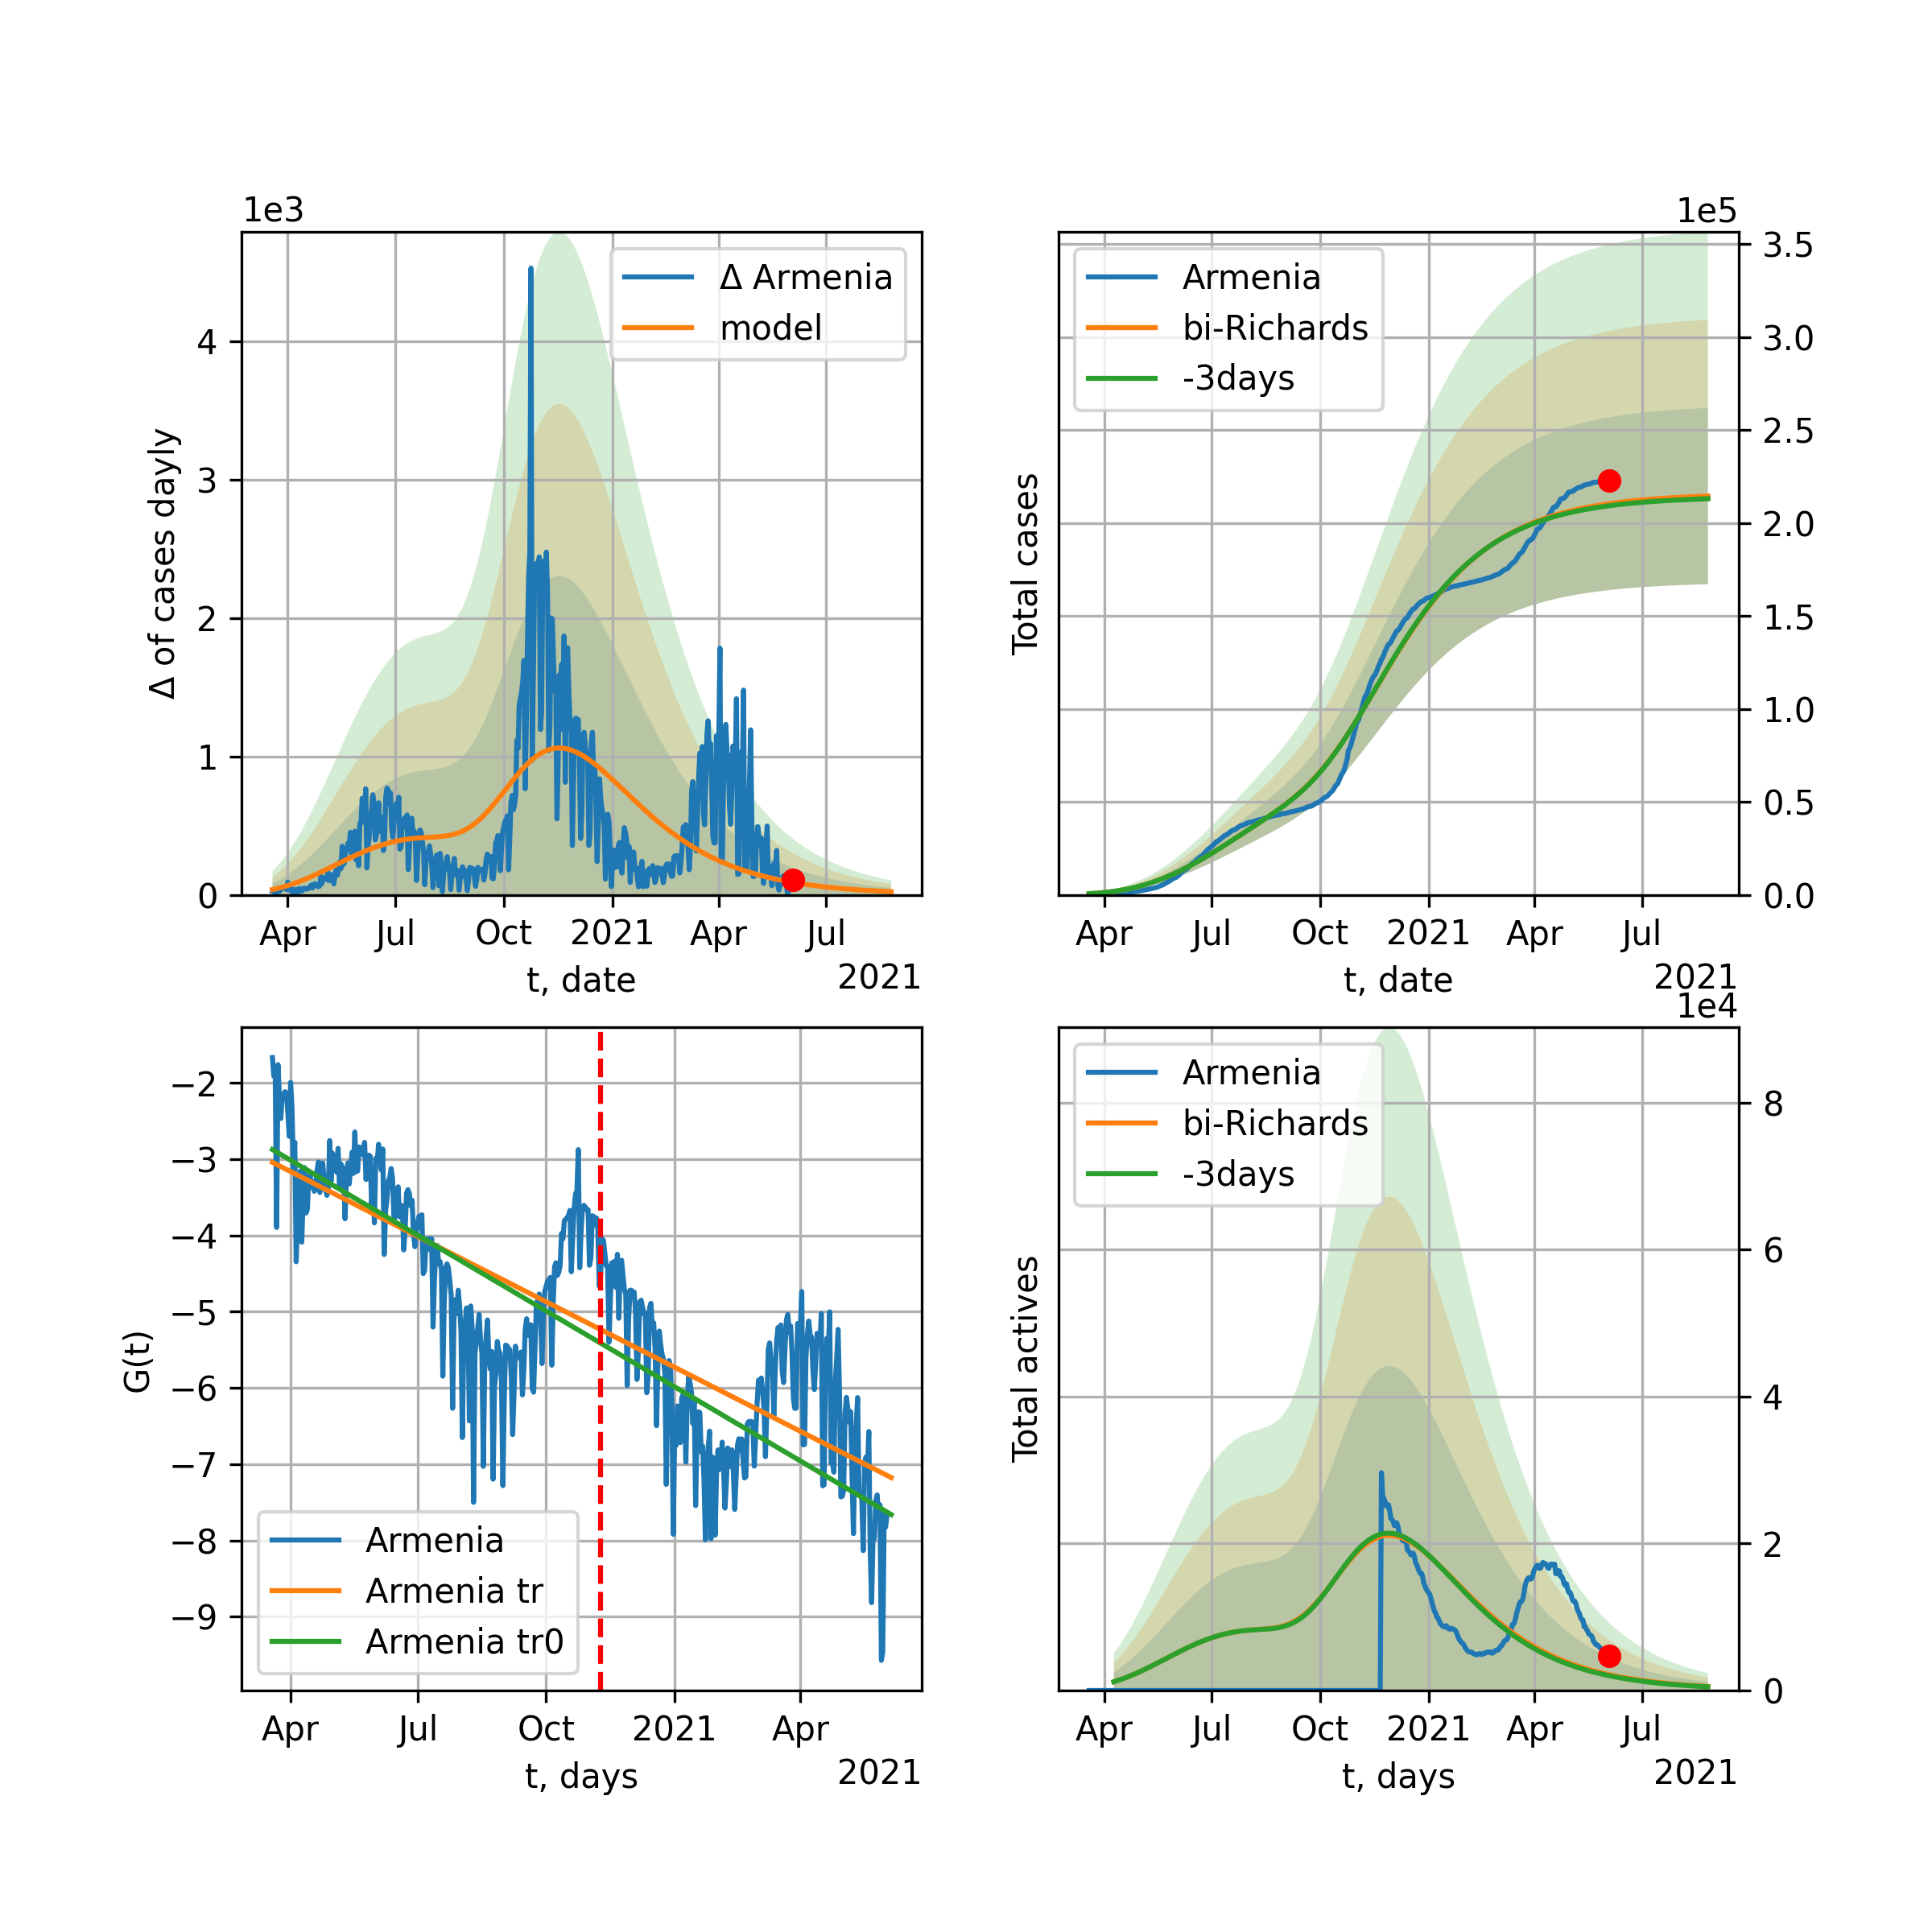 1e3
Δ of cases dayly
4
3
2
1
0
Δ Armenia
model
Apr Jul Oct 2021 Apr Jul
t, date
2021
1e5
Total cases
Armenia
bi-Richards
-3days
3.5
3.0
2.5
2.0
1.5
1.0
0.5
0.0
Apr Jul Oct 2021 Apr Jul
t, date
2021
G(t)
−2
−3
−4
−5
−6
−7
−8
−9
Armenia
Armenia tr
Armenia tr0
Apr Jul Oct 2021 Apr
t, days
2021
1e4
Total actives
Armenia
bi-Richards
-3days
8
6
4
2
0
Apr Jul Oct 2021 Apr Jul
t, days
2021